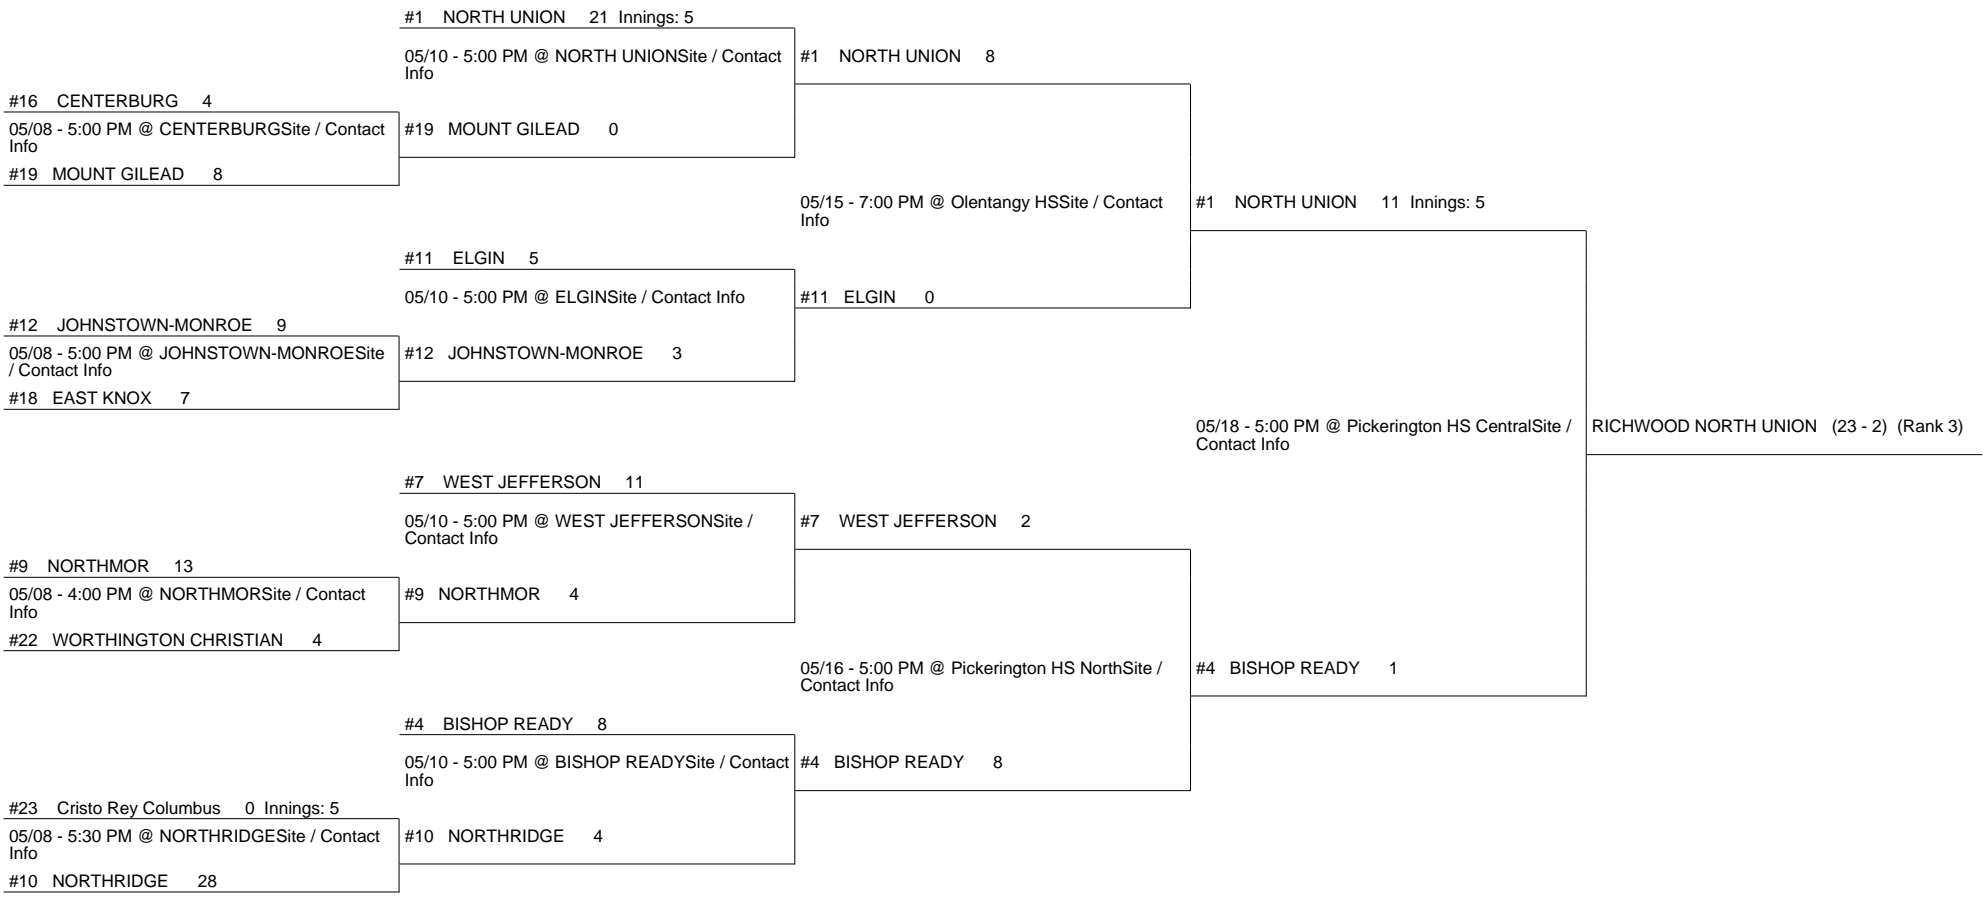 #1 NORTH UNION 21 Innings: 5
05/10 - 5:00 PM @ NORTH UNIONSite / Contact
Info
#1 NORTH UNION 8
#16 CENTERBURG 4
05/08 - 5:00 PM @ CENTERBURGSite / Contact
Info
#19 MOUNT GILEAD 0
#19 MOUNT GILEAD 8
05/15 - 7:00 PM @ Olentangy HSSite / Contact
Info
#1 NORTH UNION 11 Innings: 5
#11 ELGIN 5
05/10 - 5:00 PM @ ELGINSite / Contact Info
#11 ELGIN 0
#12 JOHNSTOWN-MONROE 9
05/08 - 5:00 PM @ JOHNSTOWN-MONROESite
/ Contact Info
#12 JOHNSTOWN-MONROE 3
#18 EAST KNOX 7
05/18 - 5:00 PM @ Pickerington HS CentralSite /
Contact Info
RICHWOOD NORTH UNION (23 - 2) (Rank 3)
#7 WEST JEFFERSON 11
05/10 - 5:00 PM @ WEST JEFFERSONSite /
Contact Info
#7 WEST JEFFERSON 2
#9 NORTHMOR 13
05/08 - 4:00 PM @ NORTHMORSite / Contact
Info
#9 NORTHMOR 4
#22 WORTHINGTON CHRISTIAN 4
05/16 - 5:00 PM @ Pickerington HS NorthSite /
Contact Info
#4 BISHOP READY 1
#4 BISHOP READY 8
05/10 - 5:00 PM @ BISHOP READYSite / Contact
Info
#4 BISHOP READY 8
#23 Cristo Rey Columbus 0 Innings: 5
05/08 - 5:30 PM @ NORTHRIDGESite / Contact
Info
#10 NORTHRIDGE 4
#10 NORTHRIDGE 28